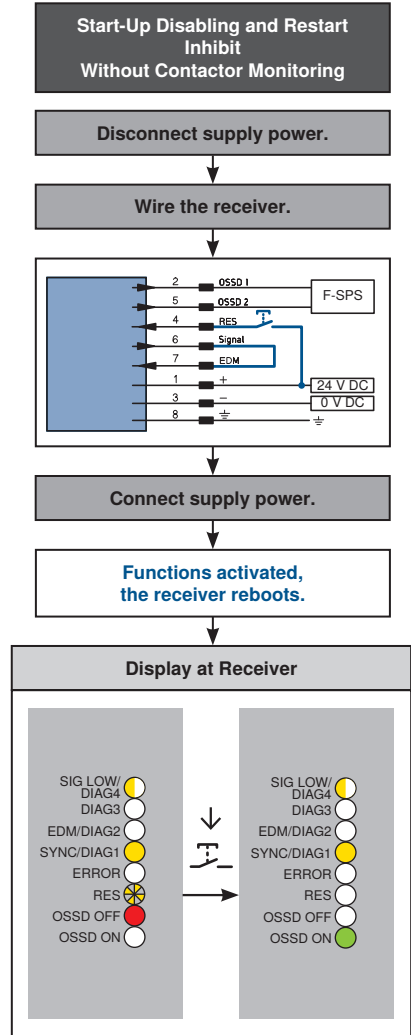 Start-Up Disabling and Restart
Inhibit
Without Contactor Monitoring
Disconnect supply power.
Wire the receiver.
2 OSSD 1
F-SPS
5 OSSD 2
4 RES
6 Signal
7 EDM
1 + 24 V DC
3 – 0 V DC
8
Connect supply power.
Functions activated,
the receiver reboots.
Display at Receiver
SIG LOW/
DIAG4
DIAG3
EDM/DIAG2
SYNC/DIAG1
ERROR
RES
OSSD OFF
OSSD ON
SIG LOW/
DIAG4
DIAG3
EDM/DIAG2
SYNC/DIAG1
ERROR
RES
OSSD OFF
OSSD ON